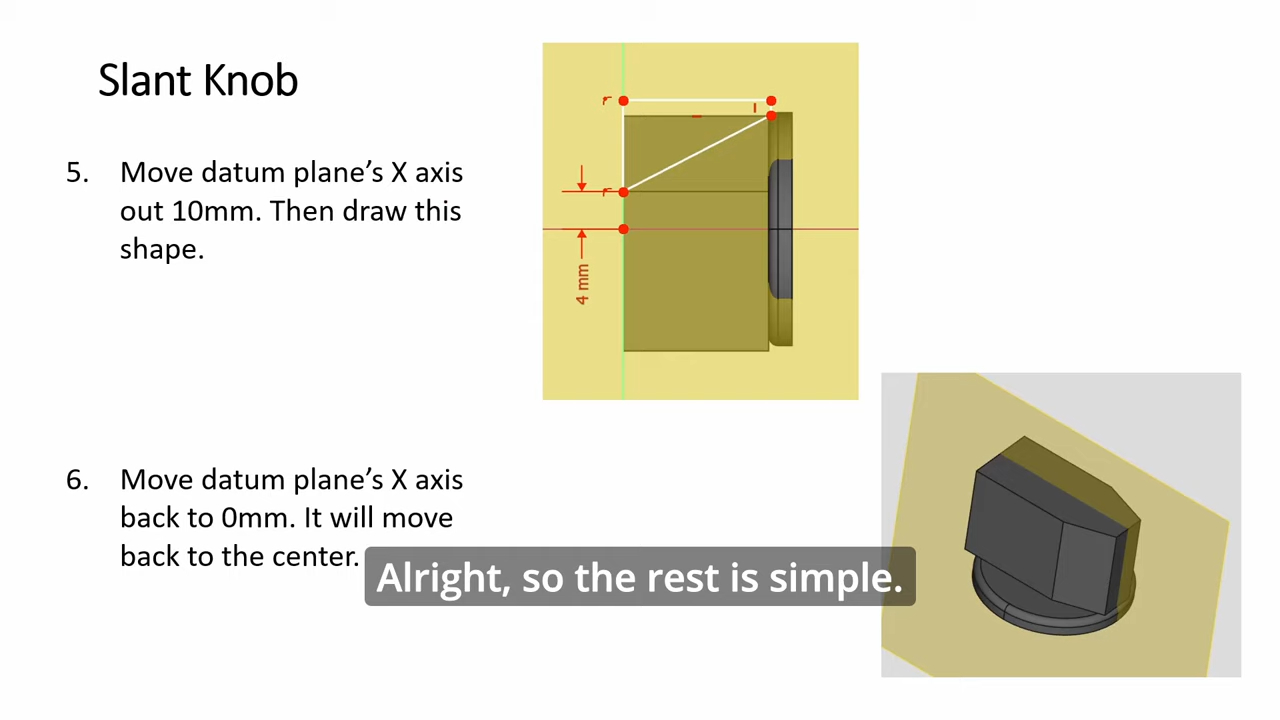 Slant Knob
5. Move datum plane’s X axis
out 10mm. Then draw this
shape.
4 mm
6. Move datum plane’s X axis
back to 0mm. It will move
back to the center.
Alright, so the rest is simple.